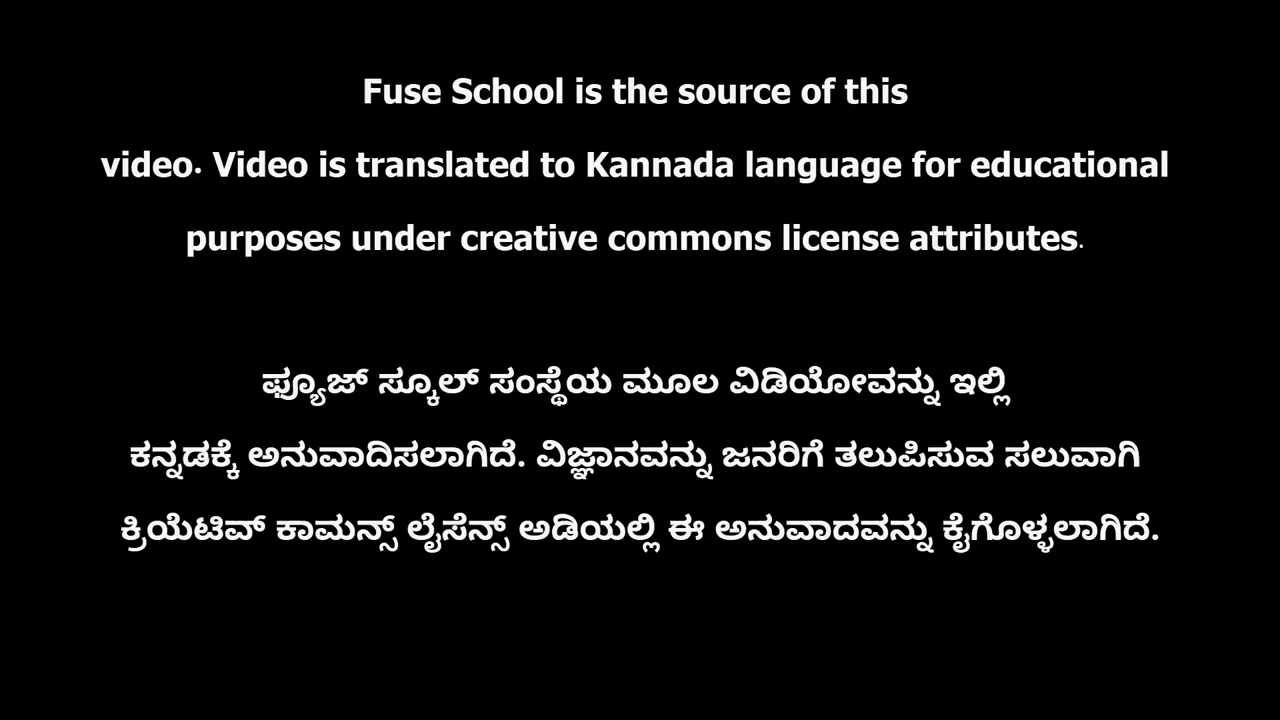 Fuse School is the source of this
video. Video is translated to Kannada language for educational
purposes under creative commons license attributes.
ಫ್ಯೂಜ್ ಸ್ಕೂಲ್ ಸಂಸ್ಥೆಯ ಮೂಲ ವಿಡಿಯೋವನ್ನು ಇಲ್ಲಿ
ಕನ್ನಡಕ್ಕೆ ಅನುವಾದಿಸಲಾಗಿದೆ. ವಿಜ್ಞಾನವನ್ನು ಜನರಿಗೆ ತಲುಪಿಸುವ ಸಲುವಾಗಿ
ಕ್ರಿಯೆಟಿವ್ ಕಾಮನ್ಸ್ ಲೈಸೆನ್ಸ್ ಅಡಿಯಲ್ಲಿ ಈ ಅನುವಾದವನ್ನು ಕೈಗೊಳ್ಳಲಾಗಿದೆ.